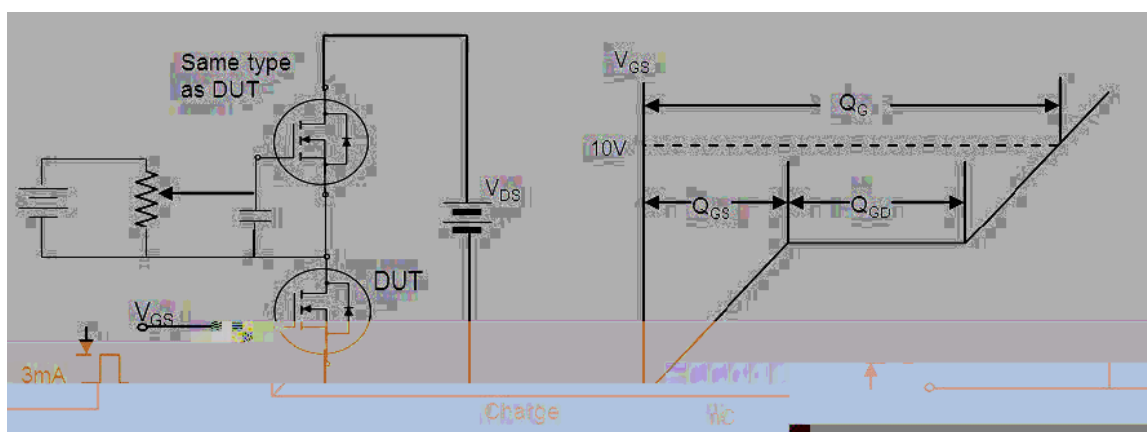 Same type
as DUT
VGS
QG
10V
VDS
QGS
QGD
DUT
VGS
3mA
Charge